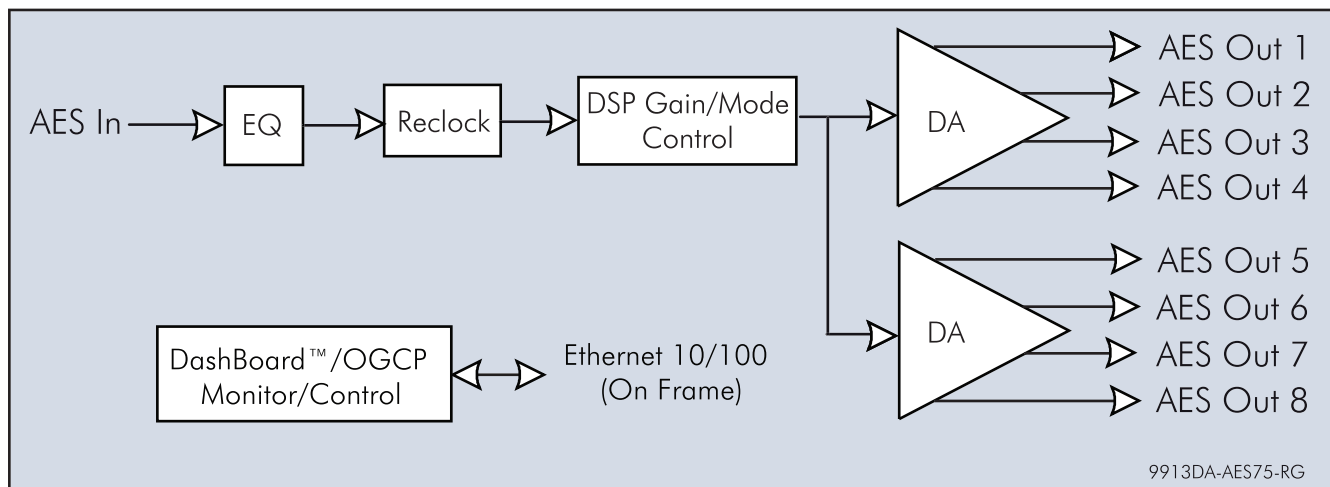 AES In
EQ
Reclock
DSP Gain/Mode
Control
DA
AES Out 1
AES Out 2
AES Out 3
AES Out 4
DA
AES Out 5
AES Out 6
AES Out 7
AES Out 8
DashBoard™/OGCP
Monitor/Control
Ethernet 10/100
(On Frame)
9913DA-AES75-RG